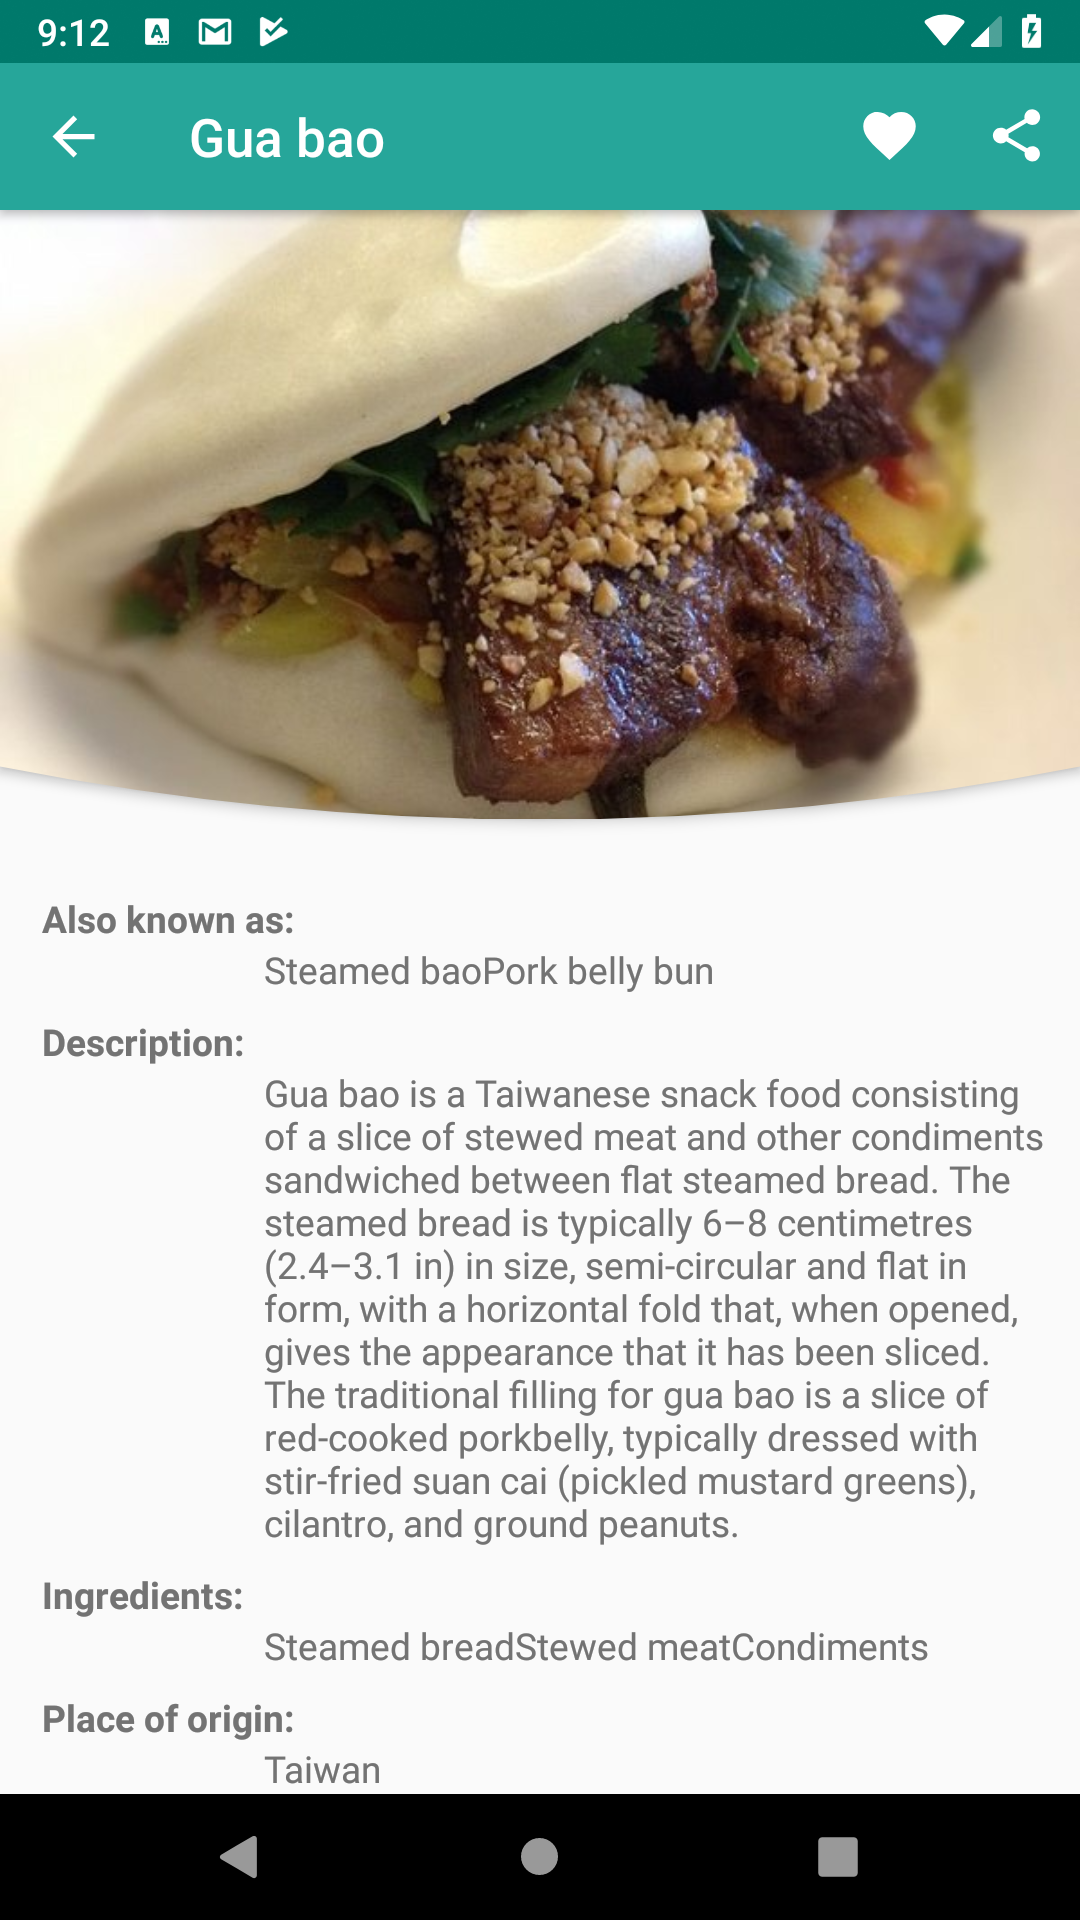 9:12
Gua bao
Also known as:
Steamed baoPork belly bun
Description:
Gua bao is a Taiwanese snack food consisting
of a slice of stewed meat and other condiments
sandwiched between flat steamed bread. The
steamed bread is typically 6–8 centimetres
(2.4–3.1 in) in size, semi-circular and flat in
form, with a horizontal fold that, when opened,
gives the appearance that it has been sliced.
The traditional filling for gua bao is a slice of
red-cooked porkbelly, typically dressed with
stir-fried suan cai (pickled mustard greens),
cilantro, and ground peanuts.
Ingredients:
Steamed breadStewed meatCondiments
Place of origin:
Taiwan